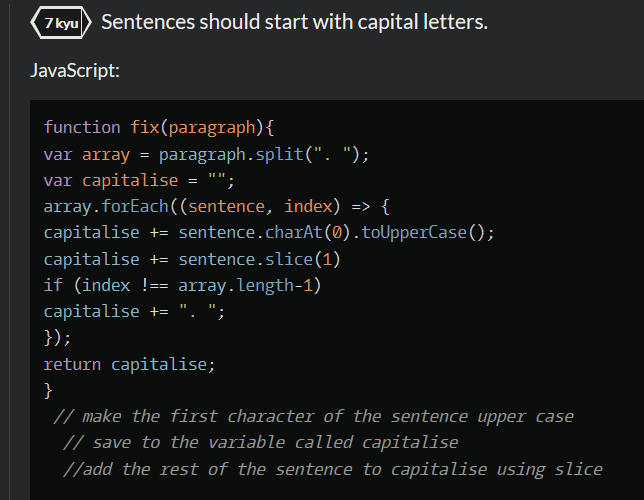 7 kyu Sentences should start with capital letters.
JavaScript:
function fix(paragraph){
var array = paragraph.split(". ");
var capitalise = "";
array.forEach((sentence, index) => {
capitalise += sentence.charAt(0).toUpperCase();
capitalise += sentence.slice(1)
if (index !== array.length-1)
capitalise += ". ";
});
return capitalise;
}
// make the first character of the sentence upper case
// save to the variable called capitalise
//add the rest of the sentence to capitalise using slice